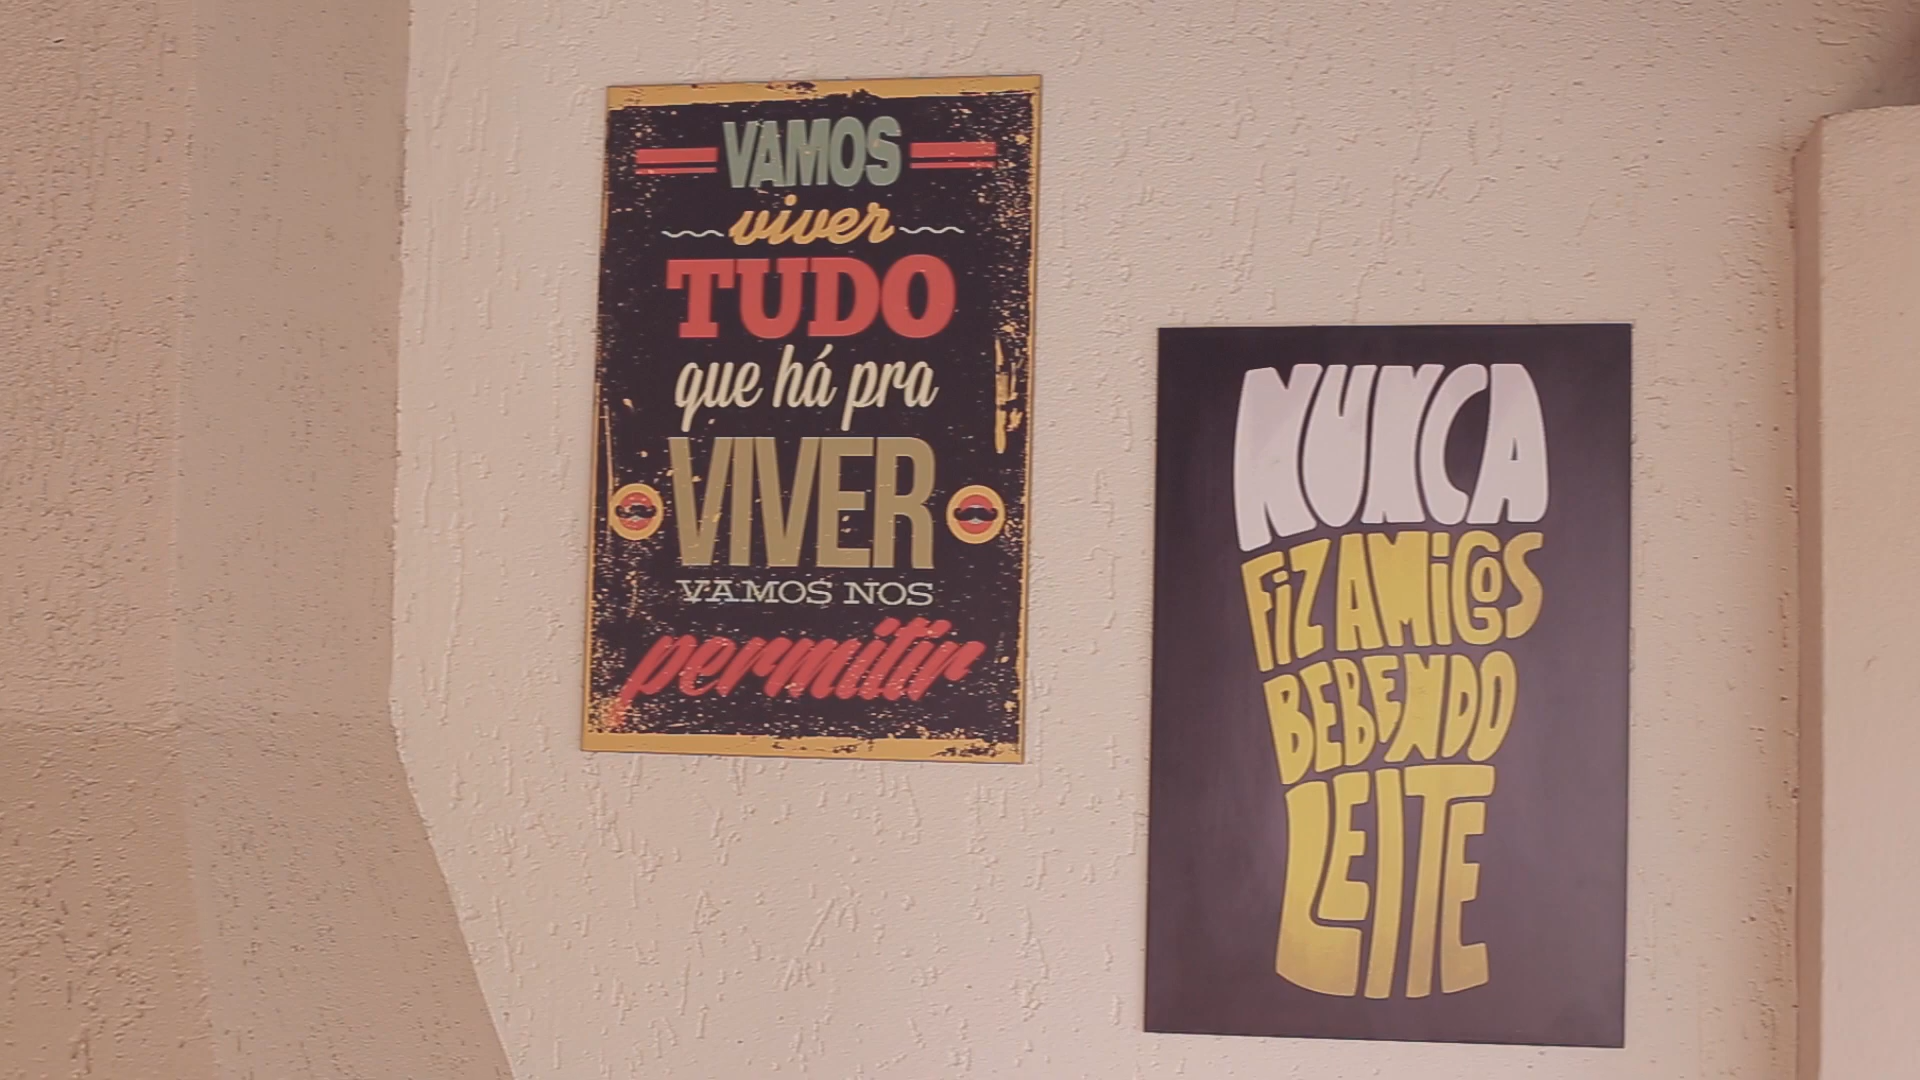 VAMOS
viver
TUDO
que há pra
VIVER
VAMOS NOS
permitir
NUNCA
FiZ AMiGOS
BEBENDO
LEITE